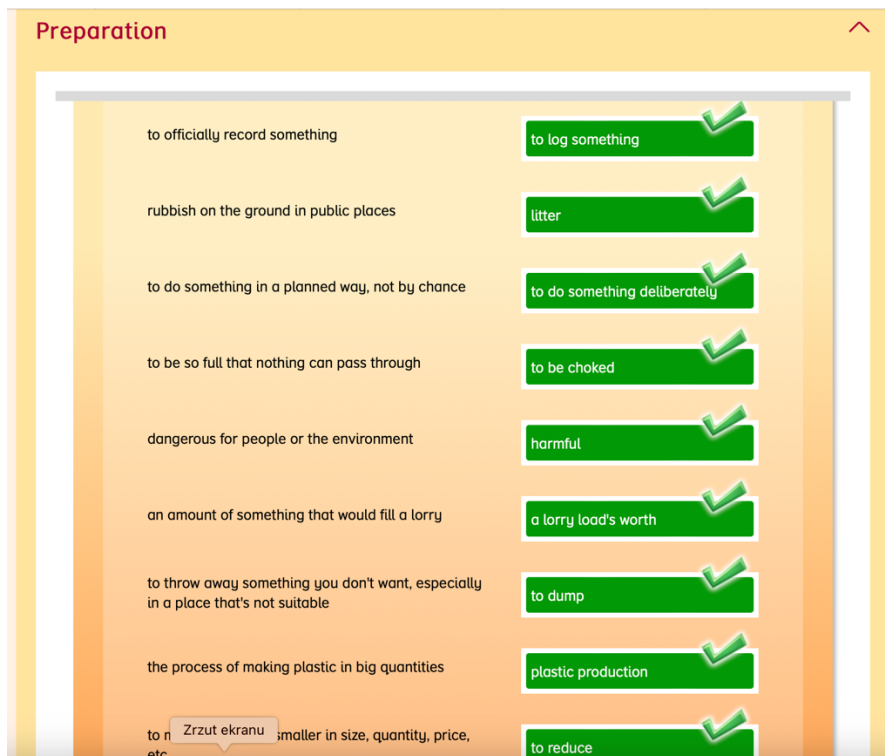 Preparation
to officially record something
to log something
rubbish on the ground in public places
litter
to do something in a planned way, not by chance
to do something deliberately
to be so full that nothing can pass through
to be choked
dangerous for people or the environment
harmful
an amount of something that would fill a lorry
a lorry load's worth
to throw away something you don't want, especially
in a place that's not suitable
to dump
the process of making plastic in big quantities
plastic production
to smaller in size, quantity, price,
etc
to reduce
Zrzut ekranu